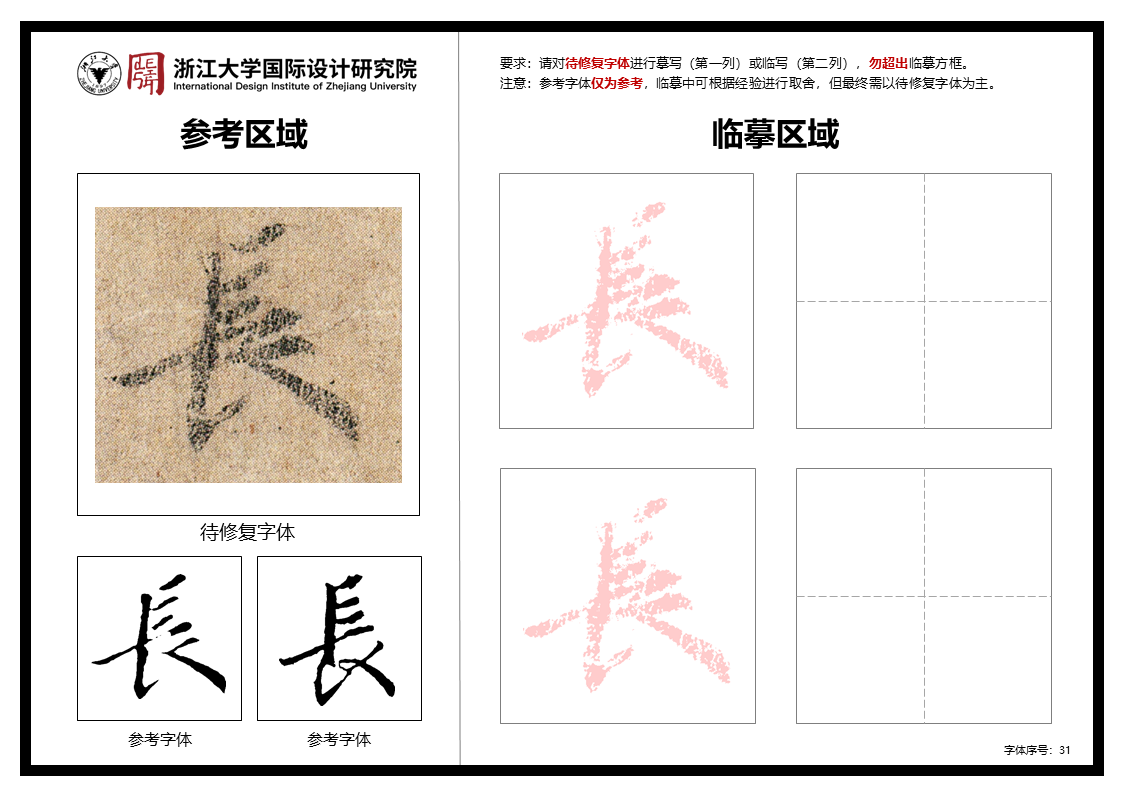 浙江大学国际设计研究院
International Design Institute of Zhejiang University
参考区域
長
待修复字体
長
長
参考字体
参考字体
要求：请对待修复字体进行摹写（第一列）或临写（第二列），勿超出临摹方框。
注意：参考字体仅为参考，临摹中可根据经验进行取舍，但最终需以待修复字体为主。
临摹区域
長
長
字体序号：31